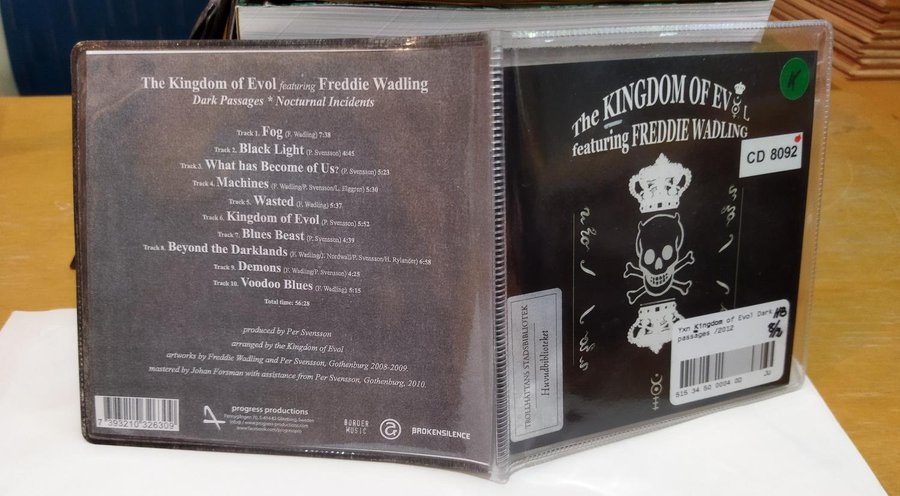 The Kingdom of Evol featuring Freddie Wadling
Dark Passages * Nocturnal Incidents
Track 1. Fog (F. Wadling) 7:38
Track 2. Black Light (P. Svensson) 4:45
Track 3. What has Become of Us? (P. Svensson) 5:23
Track 4. Machines (F. Wadling/P. Svensson/L. Elggren) 5:30
Track 5. Wasted (F. Wadling) 5:37
Track 6. Kingdom of Evol (P. Svensson) 5:52
Track 7. Blues Beast (P. Svensson) 4:39
Track 8. Beyond the Darklands (F. Wadling/J. Nordwall/P. Svensson/H. Rylander) 6:58
Track 9. Demons (F. Wadling/P. Svensson) 4:25
Track 10. Voodoo Blues (F. Wadling) 5:15
Total time: 56:28
produced by Per Svensson
arranged by the Kingdom of Evol
artworks by Freddie Wadling and Per Svensson, Gothenburg 2008-2009
mastered by Johan Forsman with assistance from Per Svensson, Gothenburg, 2010
7 393210 326309
progress productions
BORDER
MUSIC
BROKENSILENCE
The KINGDOM OF EVOL
featuring FREDDIE WADLING
CD 8092
TROLLHÄTTANS STADSBIBLIOTEK
Huvudbiblioteket
Yxn Kingdom of Evol Dark
passages /2012
515 34 50 0004 00
Ju